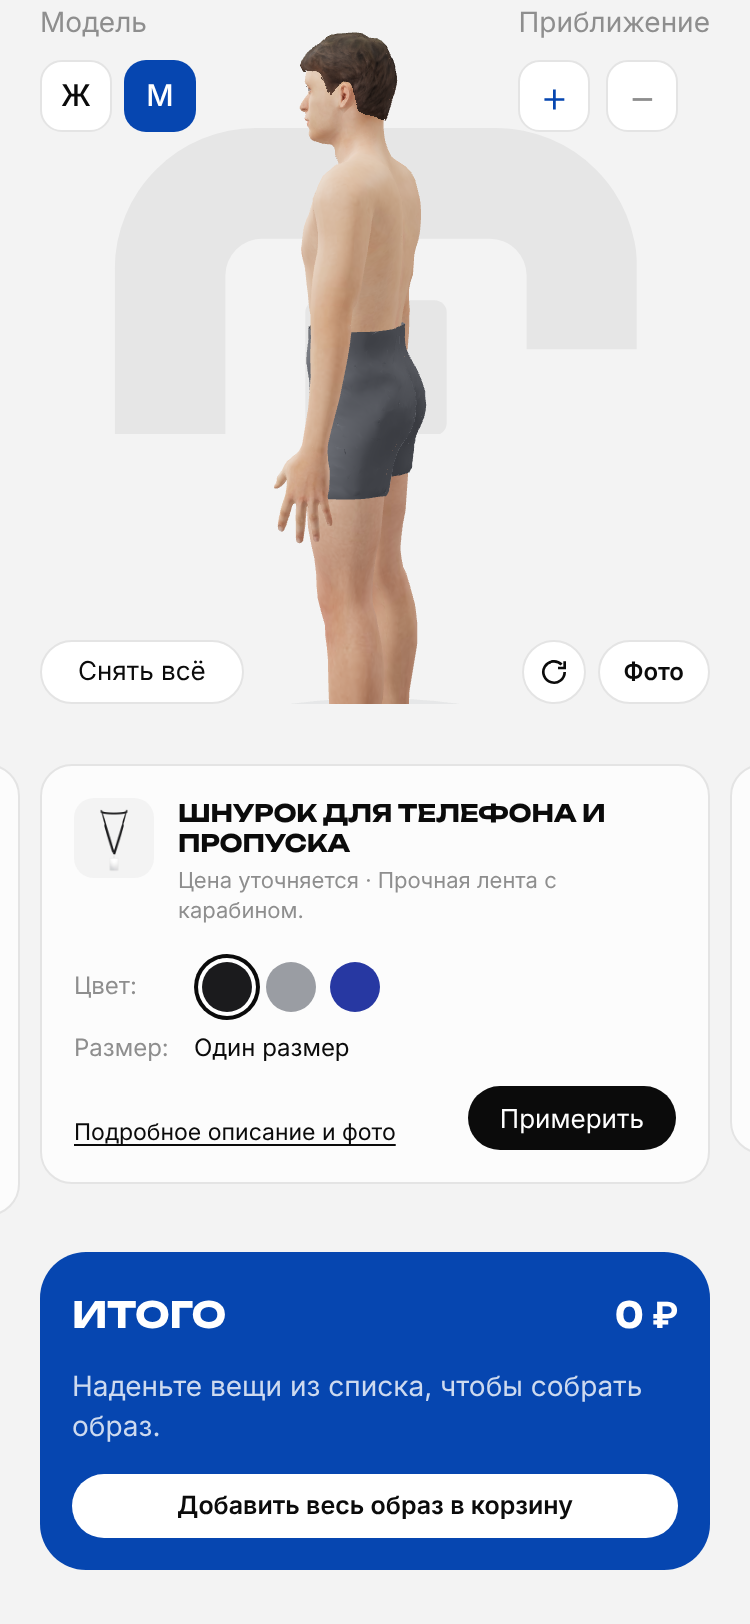 Модель
Приближение
Ж
М
+
−
Снять всё
Фото
ШНУРОК ДЛЯ ТЕЛЕФОНА И
ПРОПУСКА
Цена уточняется · Прочная лента с
карабином.
Цвет:
Размер: Один размер
Подробное описание и фото
Примерить
ИТОГО
0 ₽
Наденьте вещи из списка, чтобы собрать
образ.
Добавить весь образ в корзину